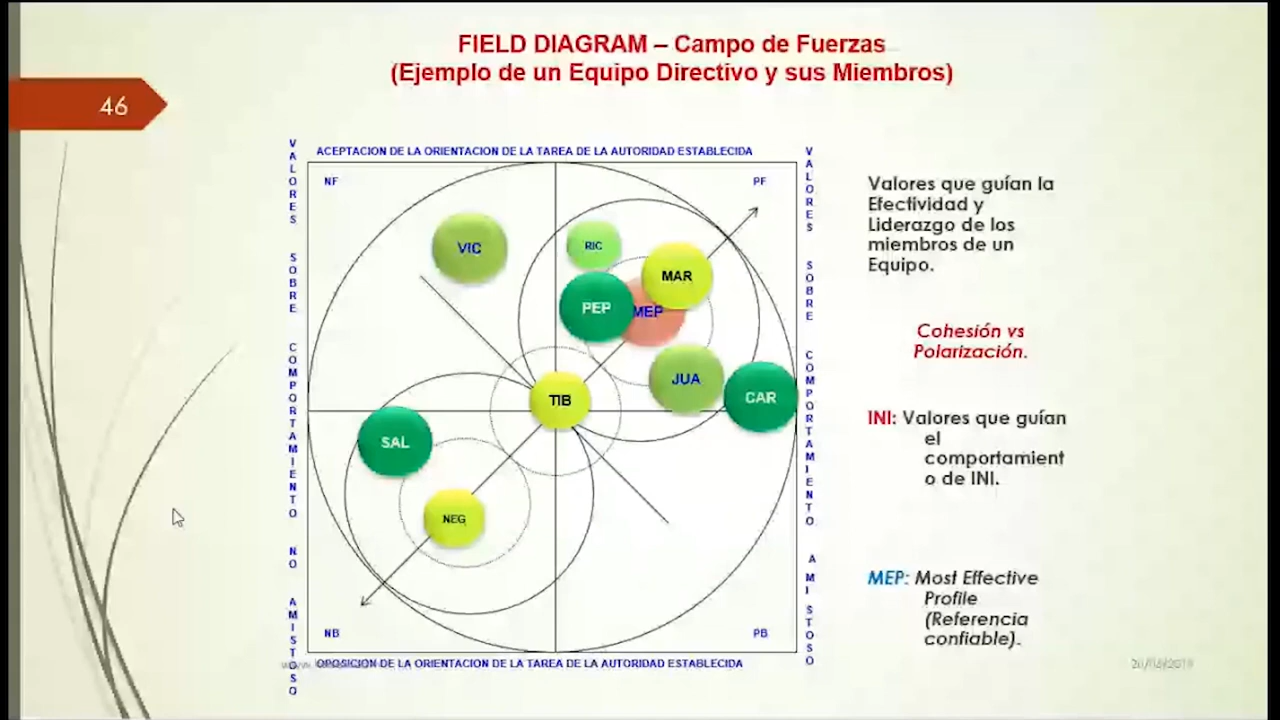 FIELD DIAGRAM – Campo de Fuerzas
(Ejemplo de un Equipo Directivo y sus Miembros)
46
ACEPTACION DE LA ORIENTACION DE LA TAREA DE LA AUTORIDAD ESTABLECIDA
VALORES SOBRE COMPORTAMIENTO NO AMISTOSO
VALORES SOBRE COMPORTAMIENTO AMISTOSO
NF
PF
VIC
RIC
MAR
PEP
MEP
JUA
CAR
TIB
SAL
NEG
NB
PB
OPOSICION DE LA ORIENTACION DE LA TAREA DE LA AUTORIDAD ESTABLECIDA
Valores que guían la
Efectividad y
Liderazgo de los
miembros de un
Equipo.
Cohesión vs
Polarización.
INI: Valores que guían
el
comportamient
o de INI.
MEP: Most Effective
Profile
(Referencia
confiable).